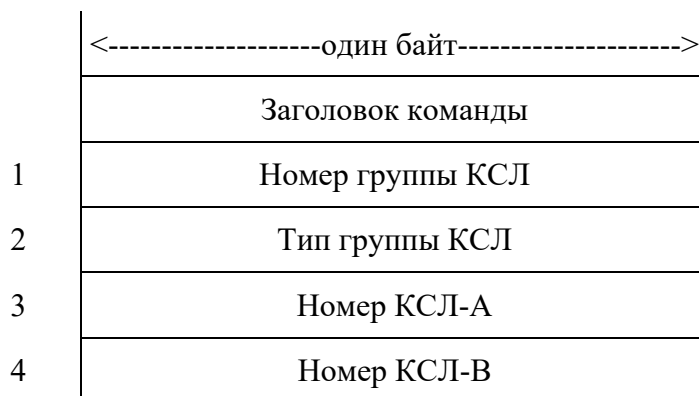 <--------------------один байт--------------------->
Заголовок команды
1 Номер группы КСЛ
2 Тип группы КСЛ
3 Номер КСЛ-А
4 Номер КСЛ-В